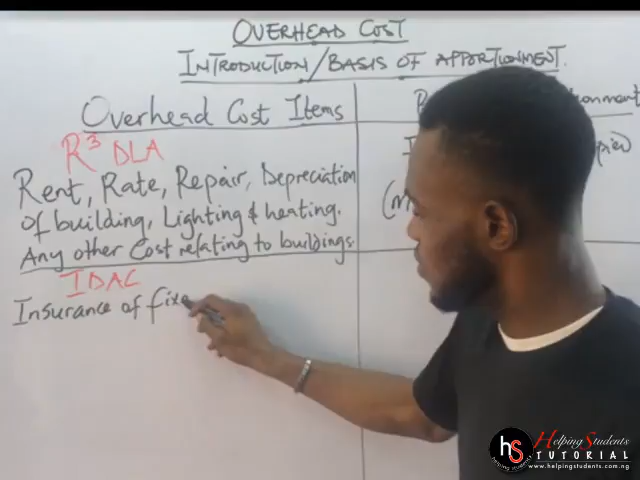 OVERHEAD COST
INTRODUCTION/BASIS OF APPORTIONMENT.
Overhead Cost Items
R³ DLA
Rent, Rate, Repair, Depreciation
of building, Lighting & heating.
Any other Cost relating to buildings.
IDAC
Insurance of fixe
hs
Helping Students
TUTORIAL
www.helpingstudents.com.ng